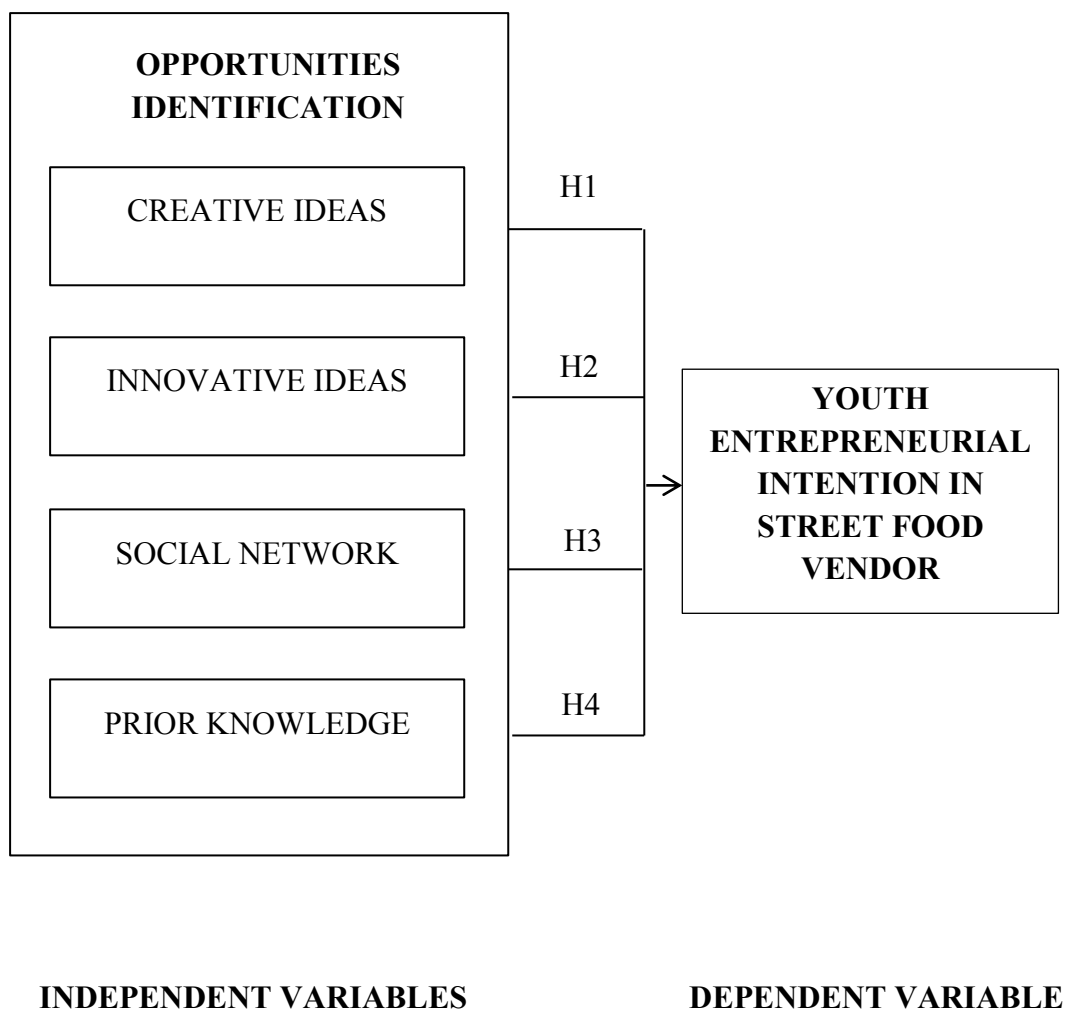 OPPORTUNITIES
IDENTIFICATION
CREATIVE IDEAS
INNOVATIVE IDEAS
SOCIAL NETWORK
PRIOR KNOWLEDGE
H1
H2
H3
H4
YOUTH
ENTREPRENEURIAL
INTENTION IN
STREET FOOD
VENDOR
INDEPENDENT VARIABLES
DEPENDENT VARIABLE